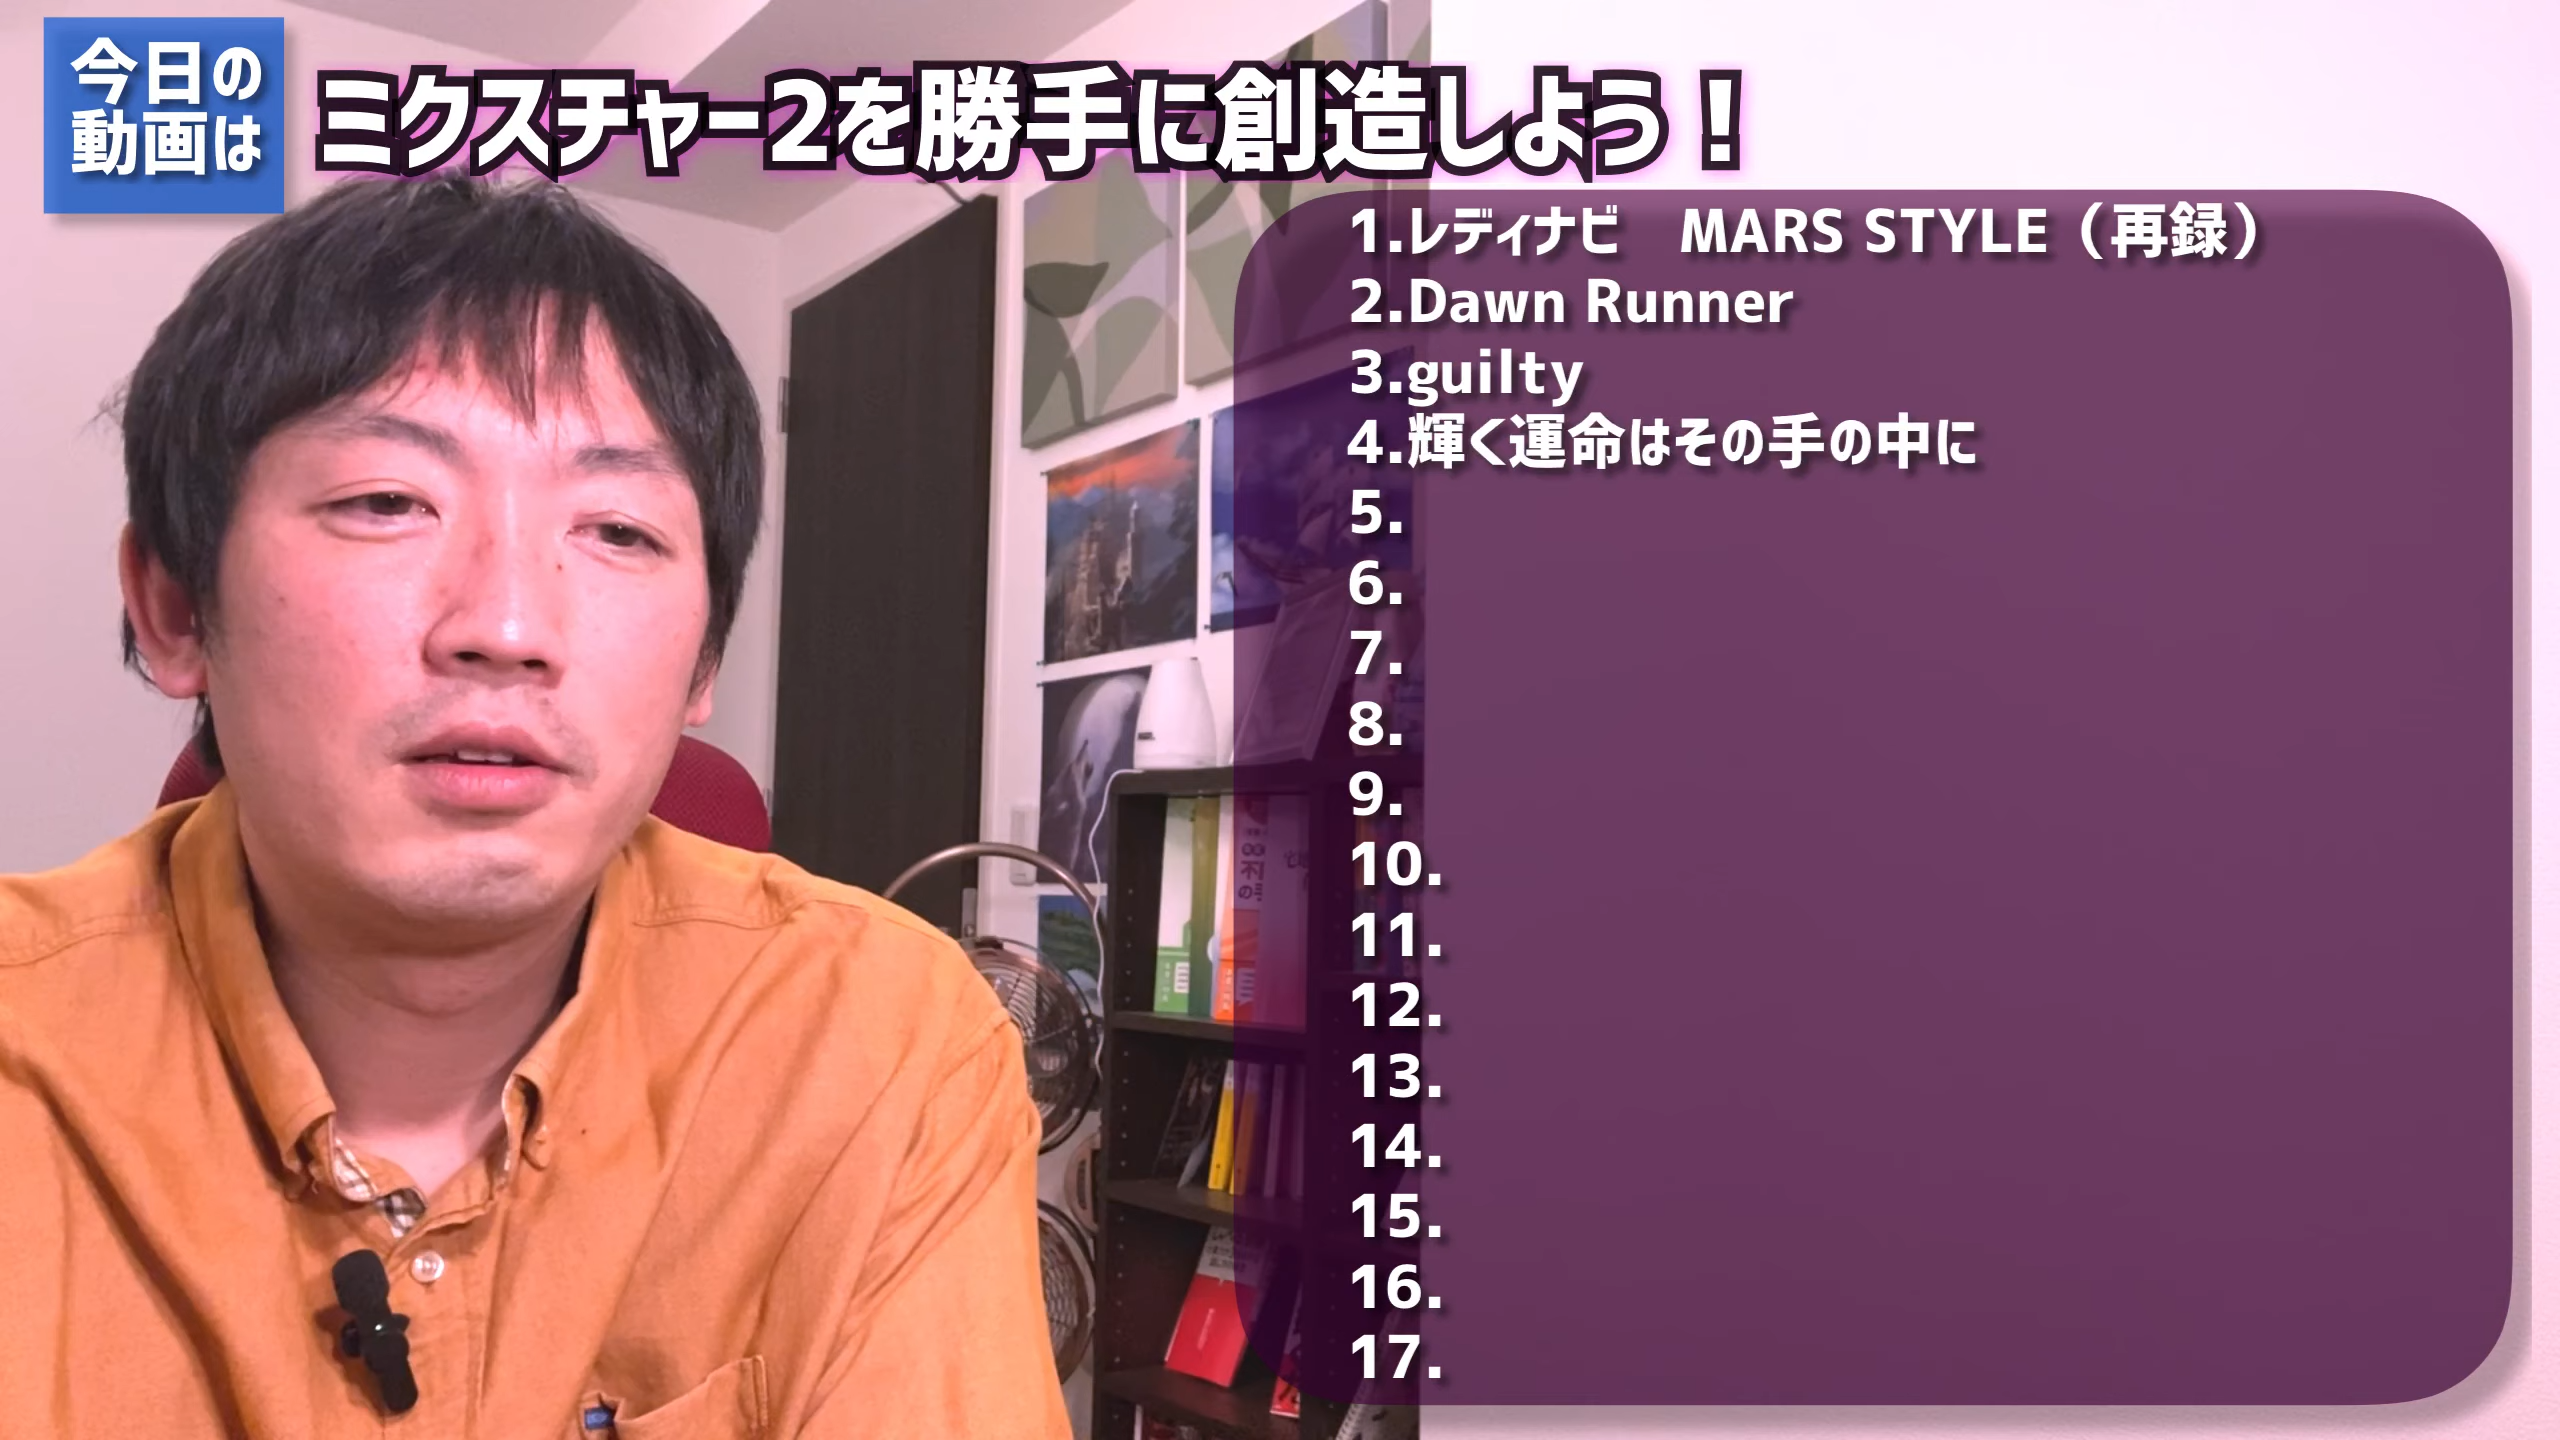 今日の
動画は
ミクスチャー2を勝手に創造しよう！
1.レディナビ　MARS STYLE（再録）
2.Dawn Runner
3.guilty
4.輝く運命はその手の中に
5.
6.
7.
8.
9.
10.
11.
12.
13.
14.
15.
16.
17.